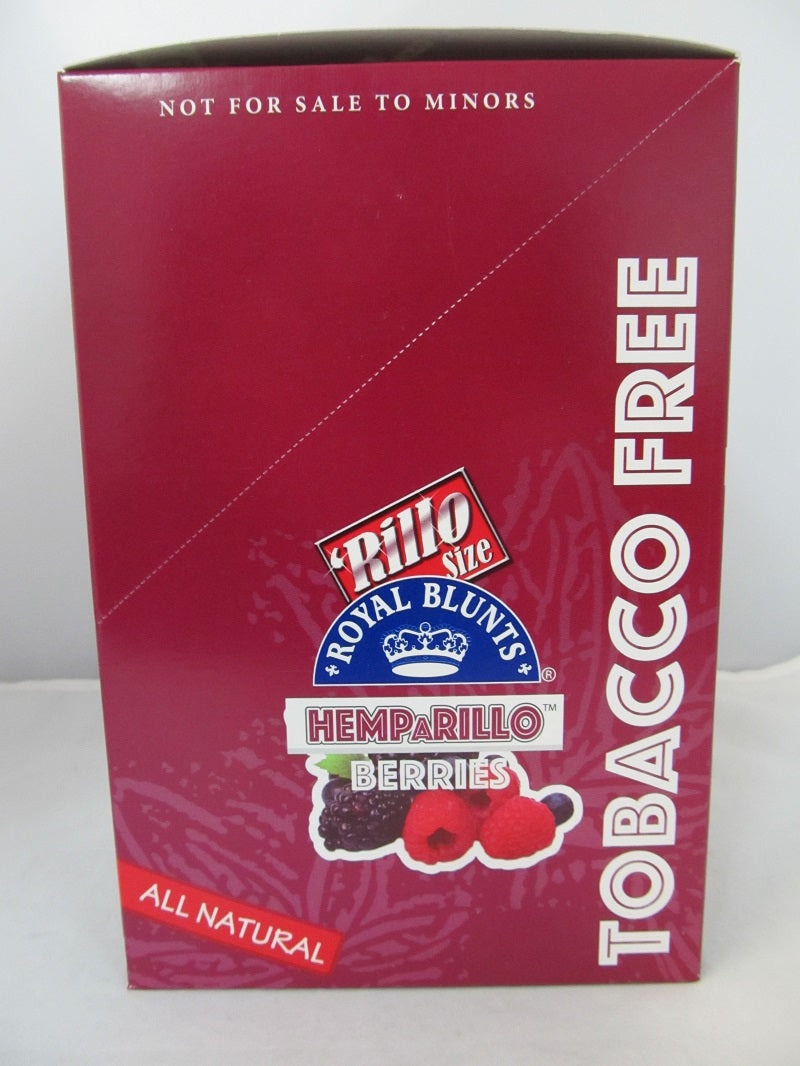 NOT FOR SALE TO MINORS
'Rillo
Size
ROYAL BLUNTS®
HEMPARILLO™
BERRIES
ALL NATURAL
TOBACCO FREE